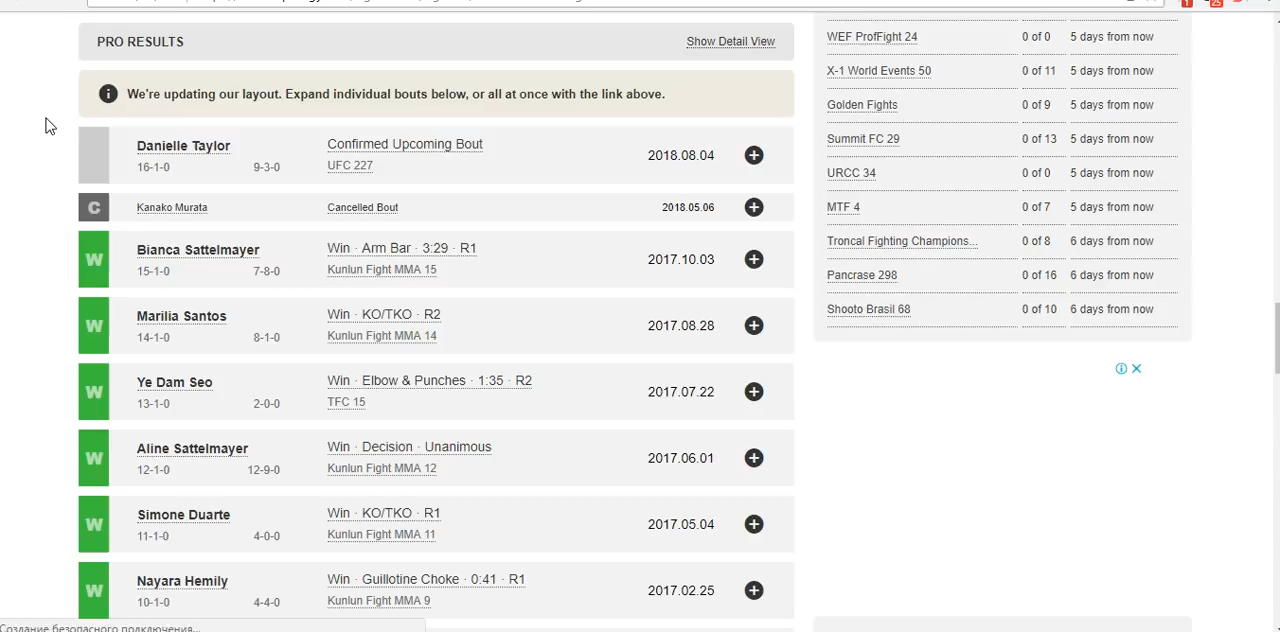 1 25
PRO RESULTS
Show Detail View
We're updating our layout. Expand individual bouts below, or all at once with the link above.
Danielle Taylor
Confirmed Upcoming Bout
16-1-0 9-3-0
UFC 227
2018.08.04
C Kanako Murata
Cancelled Bout
2018.05.06
W Bianca Sattelmayer
Win · Arm Bar · 3:29 · R1
15-1-0 7-8-0
Kunlun Fight MMA 15
2017.10.03
W Marilia Santos
Win · KO/TKO · R2
14-1-0 8-1-0
Kunlun Fight MMA 14
2017.08.28
W Ye Dam Seo
Win · Elbow & Punches · 1:35 · R2
13-1-0 2-0-0
TFC 15
2017.07.22
W Aline Sattelmayer
Win · Decision · Unanimous
12-1-0 12-9-0
Kunlun Fight MMA 12
2017.06.01
W Simone Duarte
Win · KO/TKO · R1
11-1-0 4-0-0
Kunlun Fight MMA 11
2017.05.04
W Nayara Hemily
Win · Guillotine Choke · 0:41 · R1
10-1-0 4-4-0
Kunlun Fight MMA 9
2017.02.25
WEF ProfFight 24 0 of 0 5 days from now
X-1 World Events 50 0 of 11 5 days from now
Golden Fights 0 of 9 5 days from now
Summit FC 29 0 of 13 5 days from now
URCC 34 0 of 0 5 days from now
MTF 4 0 of 7 5 days from now
Troncal Fighting Champions... 0 of 8 6 days from now
Pancrase 298 0 of 16 6 days from now
Shooto Brasil 68 0 of 10 6 days from now
Создание безопасного подключения...